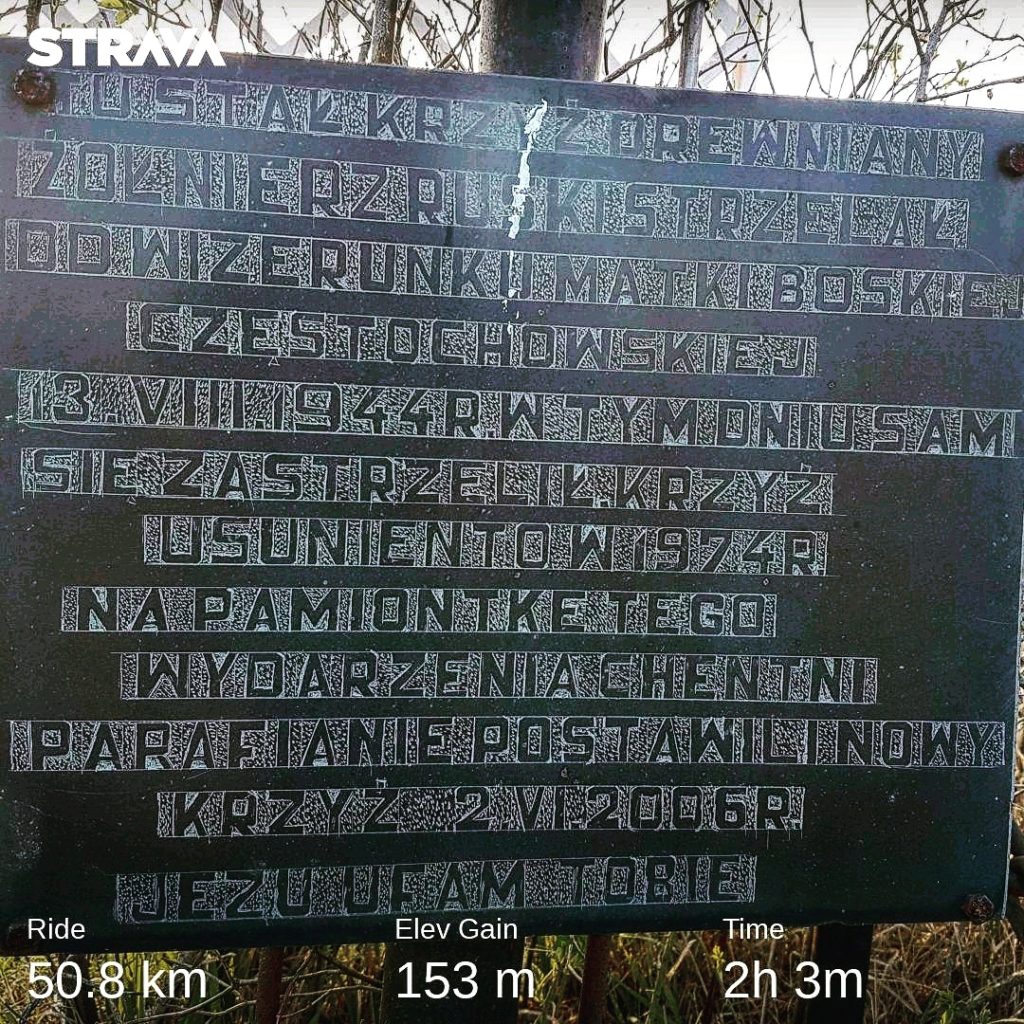 STRAVA
TU STAŁ KRZYŻ DREWNIANY
ŻOŁNIERZ RUSKI STRZELAŁ
DO WIZERUNKU MATKI BOSKIEJ
CZĘSTOCHOWSKIEJ
13 VIII.1944R.W TYM DNIU SAM
SIE ZASTRZELIŁ.KRZYŻ
USUNIENTO W 1974R
NA PAMIONTKE TEGO
WYDARZENIA CHENTNI
PARAFIANIE POSTAWILI NOWY
KRZYŻ 2 VI.2006R.
JEZU UFAM TOBIE
Ride Elev Gain Time
50.8 km 153 m 2h 3m